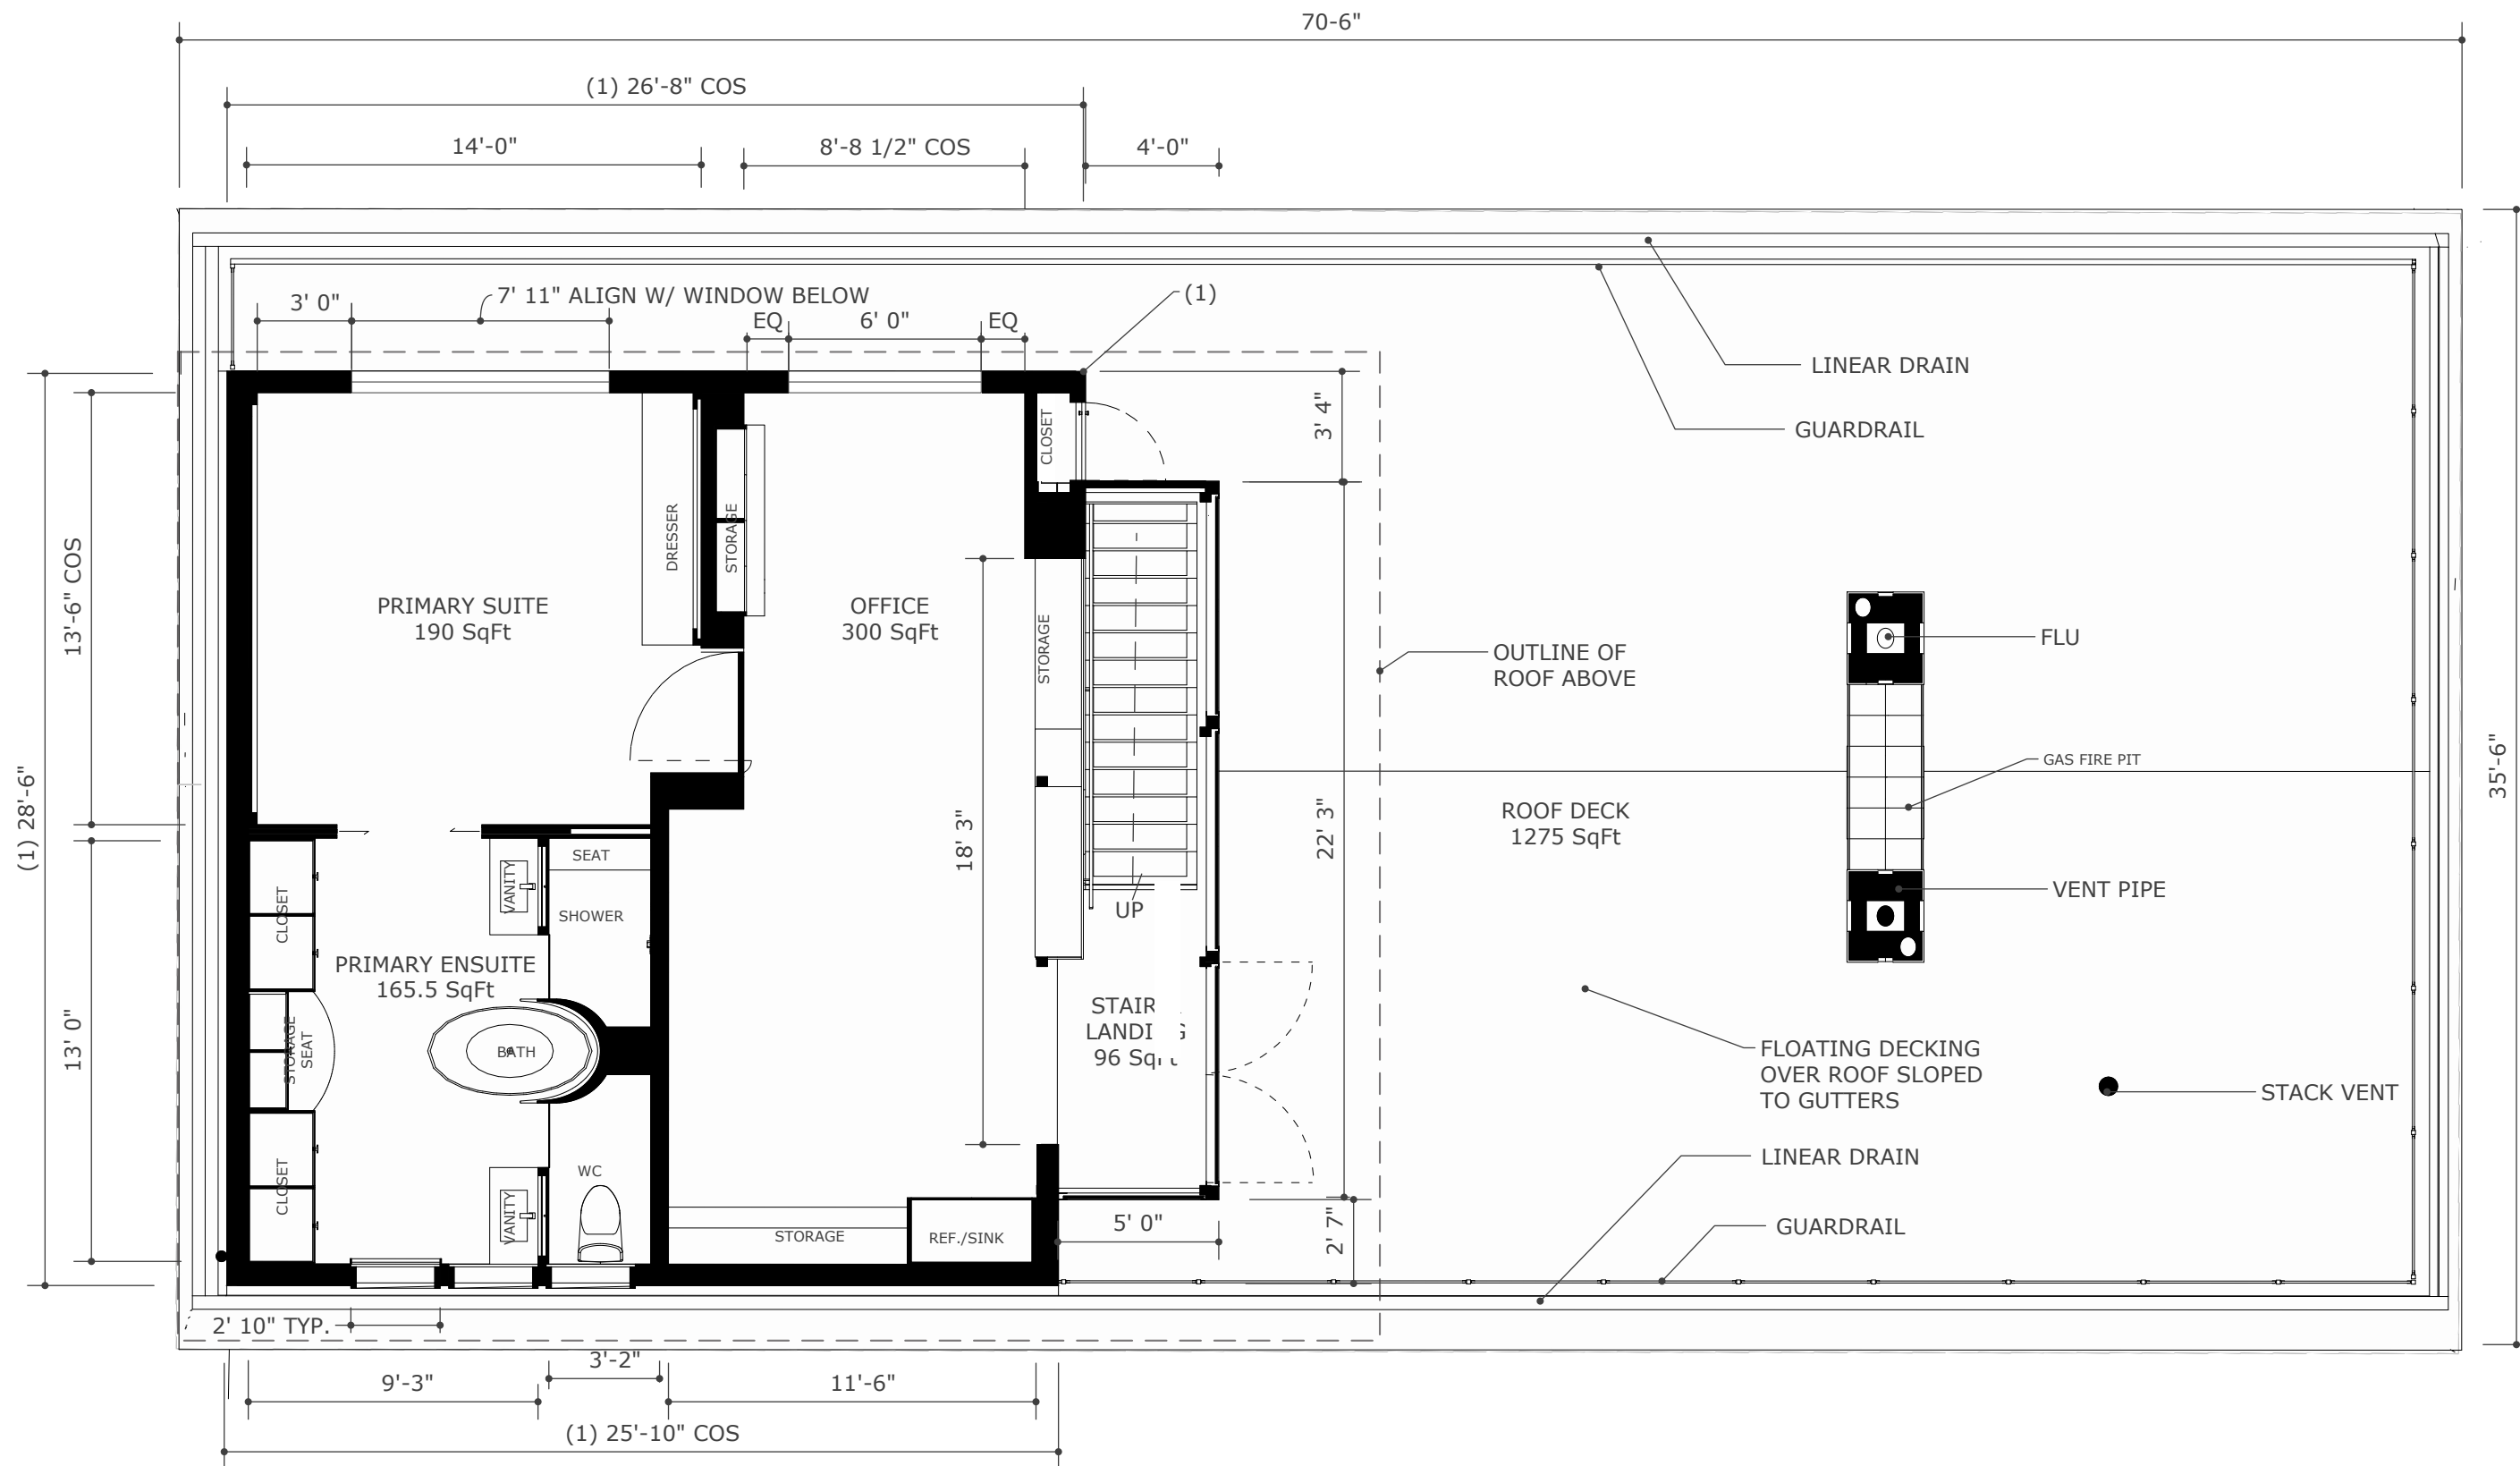 70-6"
(1) 26'-8" COS
14'-0"
8'-8 1/2" COS
4'-0"
3' 0"
7' 11" ALIGN W/ WINDOW BELOW
EQ
6' 0"
EQ
(1)
LINEAR DRAIN
GUARDRAIL
3' 4"
CLOSET
13'-6" COS
DRESSER
STORAGE
PRIMARY SUITE
190 SqFt
OFFICE
300 SqFt
STORAGE
OUTLINE OF
ROOF ABOVE
FLU
GAS FIRE PIT
35'-6"
(1) 28'-6"
18' 3"
22' 3"
ROOF DECK
1275 SqFt
SEAT
VANITY
SHOWER
CLOSET
UP
VENT PIPE
PRIMARY ENSUITE
165.5 SqFt
13' 0"
STORAGE
SEAT
BATH
STAIR
LANDI G
96 Sq
FLOATING DECKING
OVER ROOF SLOPED
TO GUTTERS
STACK VENT
LINEAR DRAIN
WC
CLOSET
VANITY
STORAGE
REF./SINK
5' 0"
2' 7"
GUARDRAIL
2' 10" TYP.
3'-2"
9'-3"
11'-6"
(1) 25'-10" COS